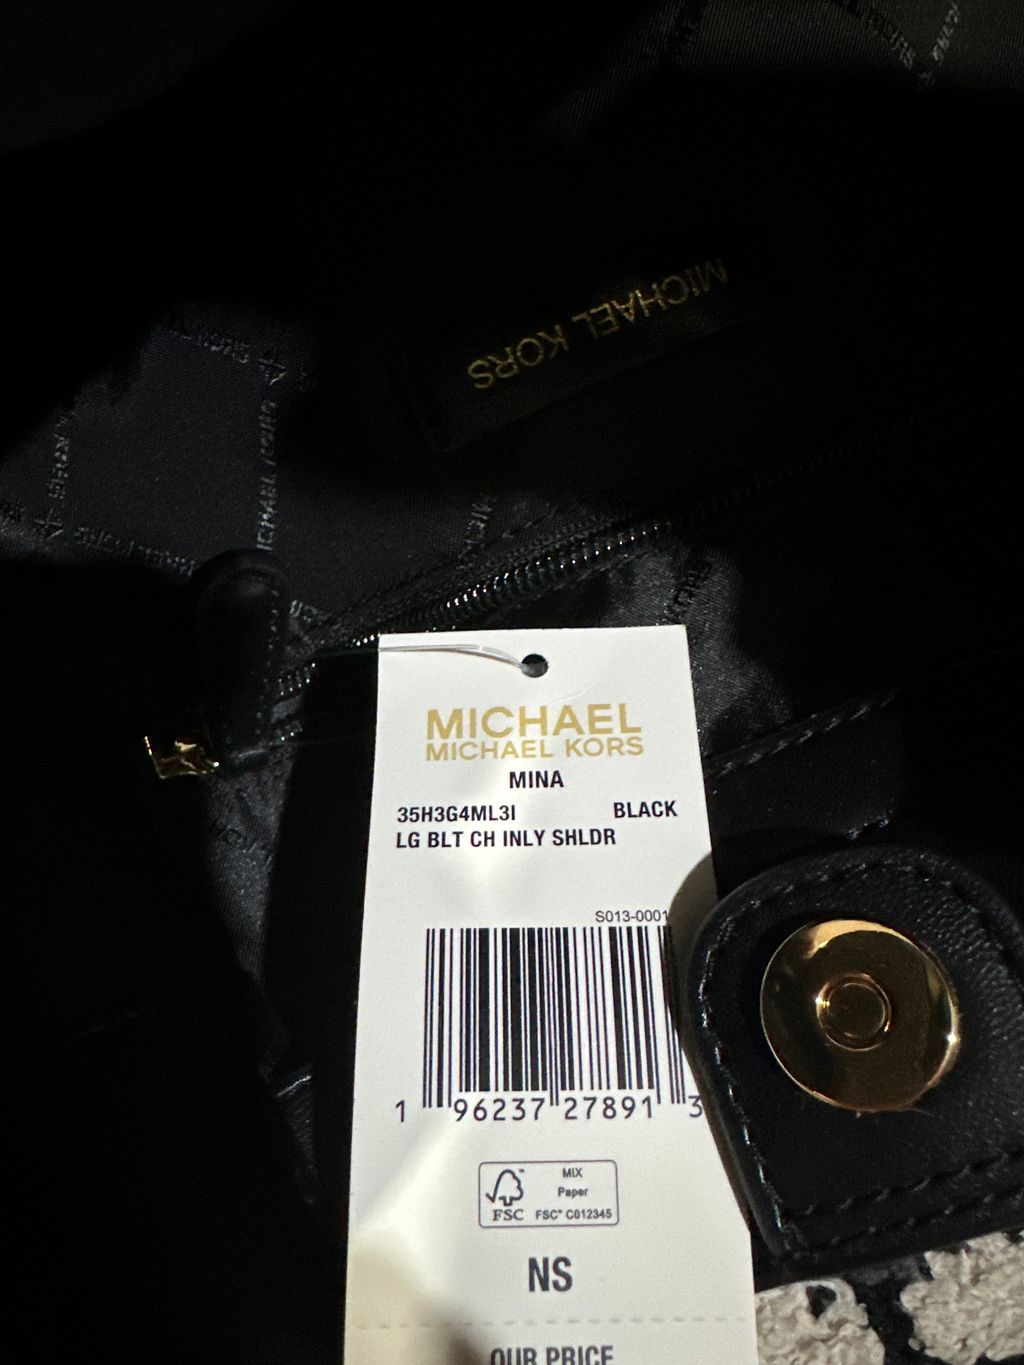 MICHAEL KORS
MICHAEL
MICHAEL KORS
MINA
35H3G4ML3I BLACK
LG BLT CH INLY SHLDR
S013-0001
1 96237 27891 3
MIX
Paper
FSC™ C012345
FSC
NS
OUR PRICE